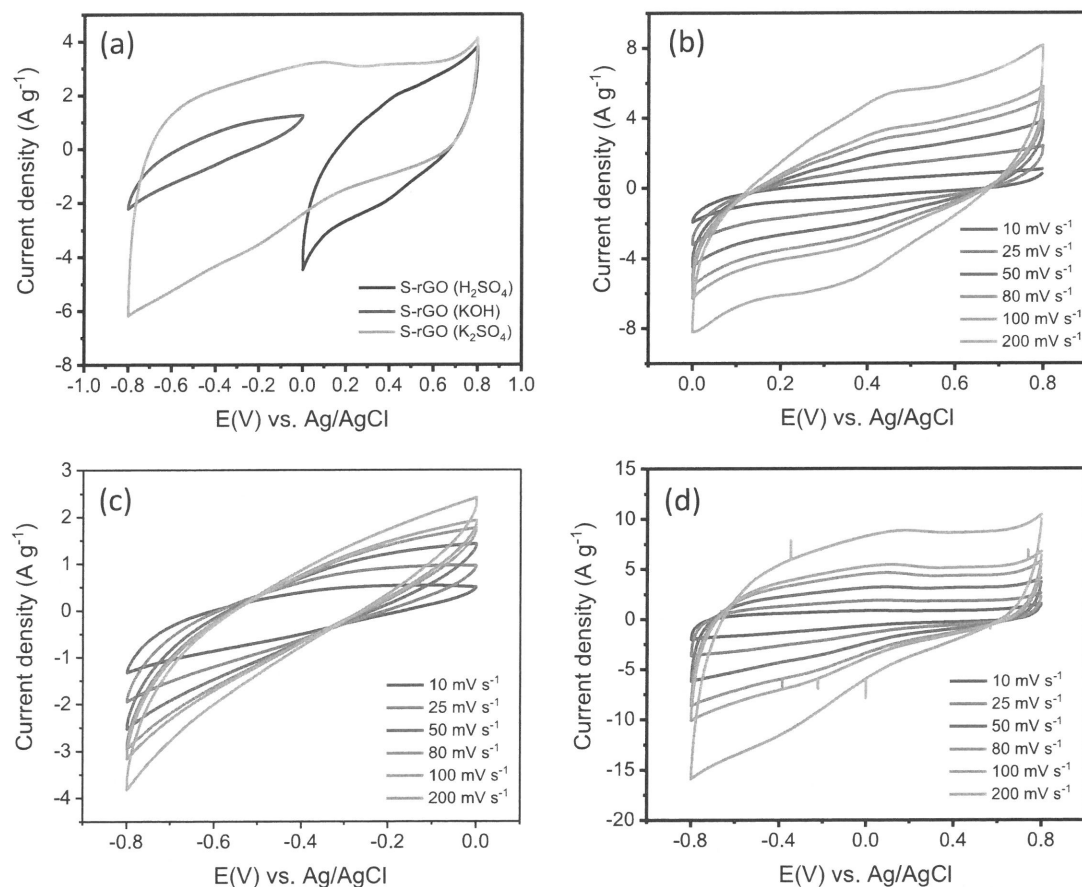 (a)
4
2
0
-2
-4
-6
-8
Current density (A g⁻¹)
S-rGO (H₂SO₄)
S-rGO (KOH)
S-rGO (K₂SO₄)
-1.0 -0.8 -0.6 -0.4 -0.2 0.0 0.2 0.4 0.6 0.8 1.0
E(V) vs. Ag/AgCl
(b)
8
4
0
-4
-8
Current density (A g⁻¹)
10 mV s⁻¹
25 mV s⁻¹
50 mV s⁻¹
80 mV s⁻¹
100 mV s⁻¹
200 mV s⁻¹
0.0 0.2 0.4 0.6 0.8
E(V) vs. Ag/AgCl
(c)
3
2
1
0
-1
-2
-3
-4
Current density (A g⁻¹)
10 mV s⁻¹
25 mV s⁻¹
50 mV s⁻¹
80 mV s⁻¹
100 mV s⁻¹
200 mV s⁻¹
-0.8 -0.6 -0.4 -0.2 0.0
E(V) vs. Ag/AgCl
(d)
15
10
5
0
-5
-10
-15
-20
Current density (A g⁻¹)
10 mV s⁻¹
25 mV s⁻¹
50 mV s⁻¹
80 mV s⁻¹
100 mV s⁻¹
200 mV s⁻¹
-0.8 -0.4 0.0 0.4 0.8
E(V) vs. Ag/AgCl